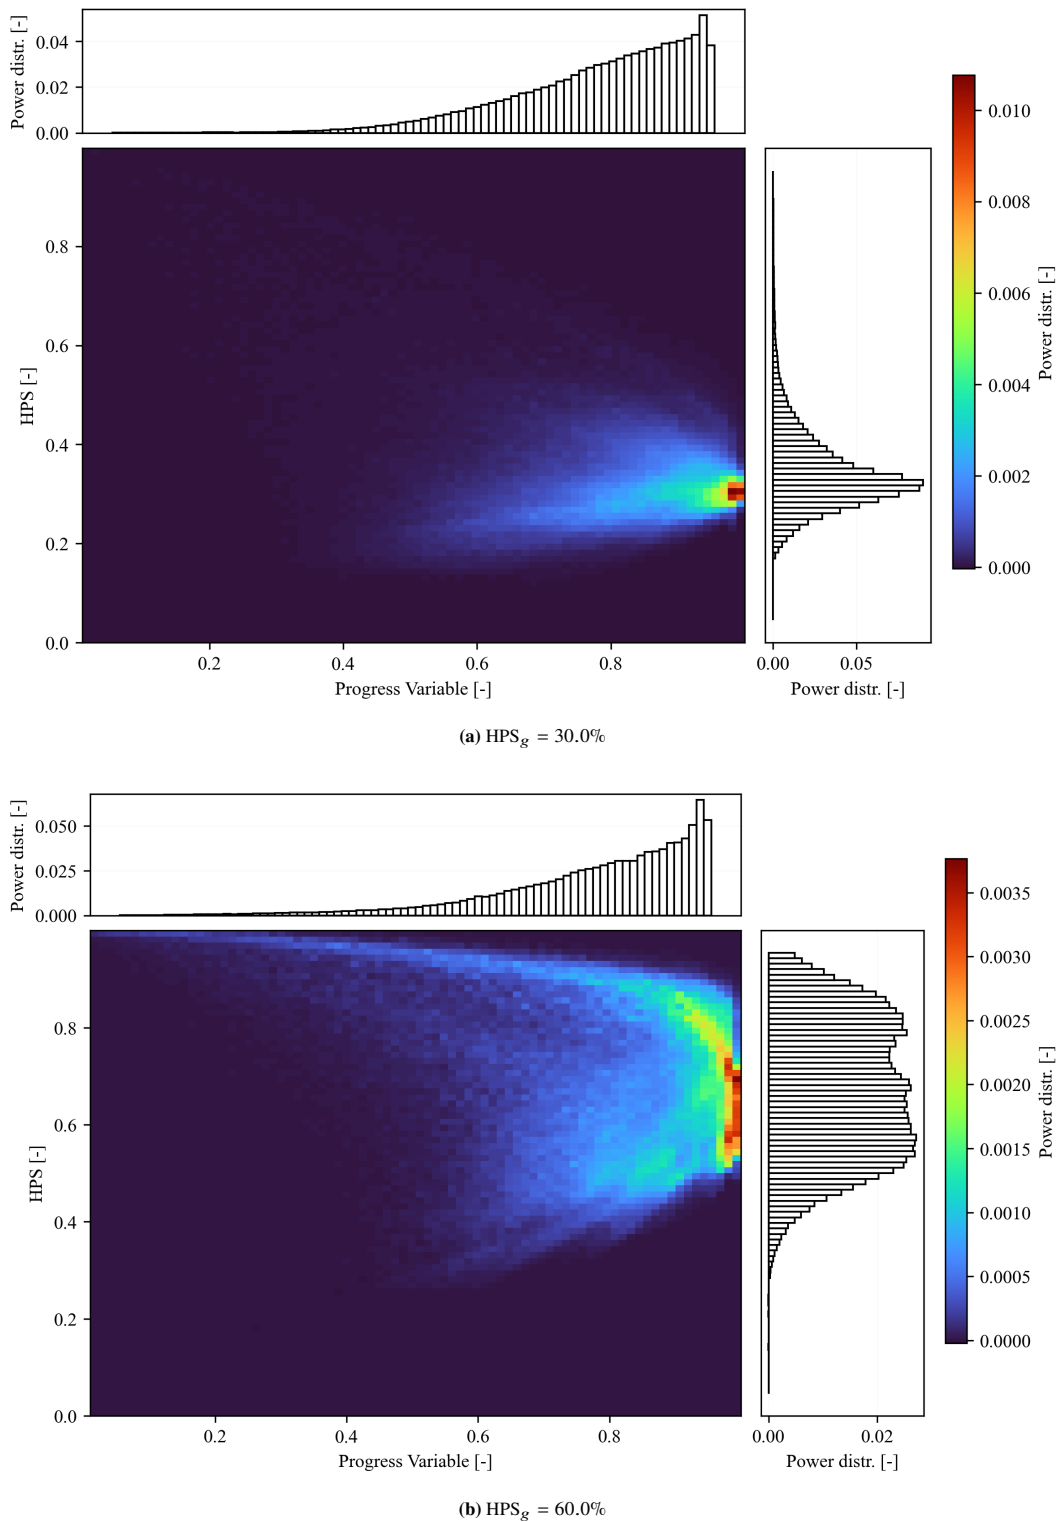 Power distr. [-]
0.04
0.02
0.00
HPS [-]
0.8
0.6
0.4
0.2
0.0
0.2 0.4 0.6 0.8
Progress Variable [-]
0.00 0.05
Power distr. [-]
0.010
0.008
0.006
0.004
0.002
0.000
Power distr. [-]
(a) HPSg = 30.0%
Power distr. [-]
0.050
0.025
0.000
HPS [-]
0.8
0.6
0.4
0.2
0.0
0.2 0.4 0.6 0.8
Progress Variable [-]
0.00 0.02
Power distr. [-]
0.0035
0.0030
0.0025
0.0020
0.0015
0.0010
0.0005
0.0000
Power distr. [-]
(b) HPSg = 60.0%